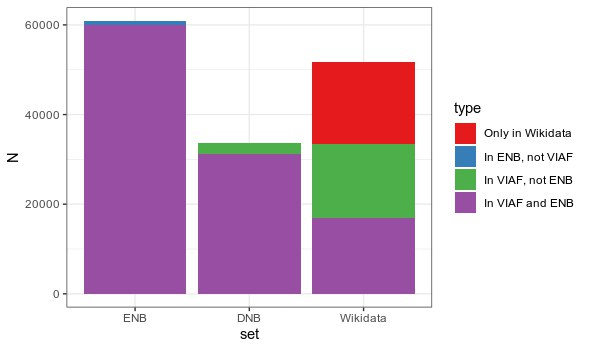 N
60000
40000
20000
0
ENB
DNB
Wikidata
set
type
Only in Wikidata
In ENB, not VIAF
In VIAF, not ENB
In VIAF and ENB